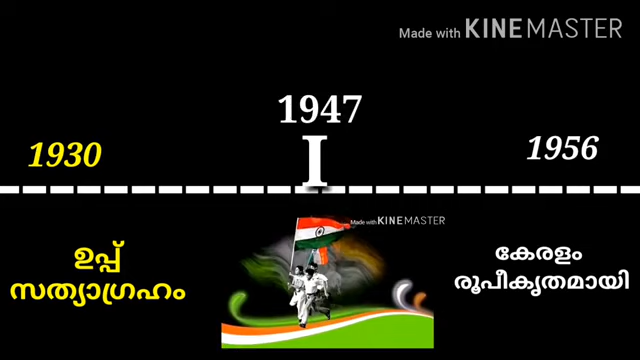 Made with KINEMASTER
1947
1930
1956
I
Made with KINEMASTER
ഉപ്പ്
സത്യാഗ്രഹം
കേരളം
രൂപീകൃതമായി